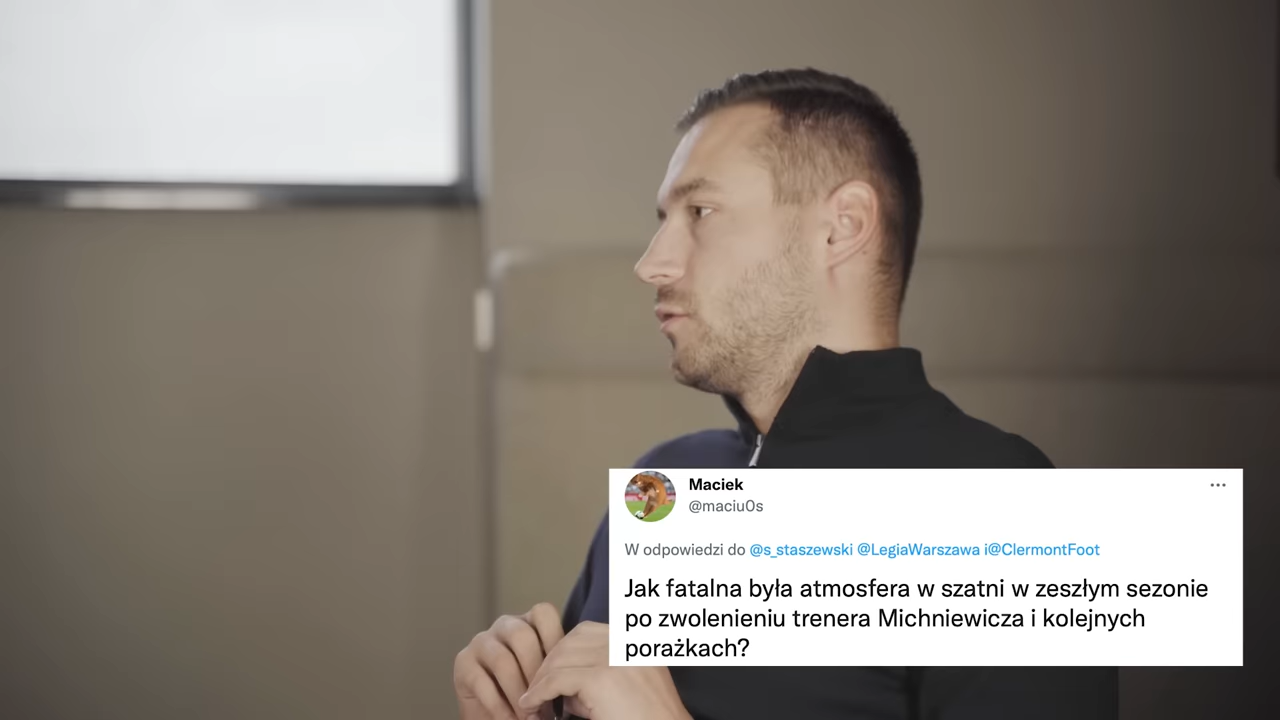 Maciek
@maciu0s
W odpowiedzi do @s_staszewski @LegiaWarszawa i@ClermontFoot
Jak fatalna była atmosfera w szatni w zeszłym sezonie
po zwolenieniu trenera Michniewicza i kolejnych
porażkach?